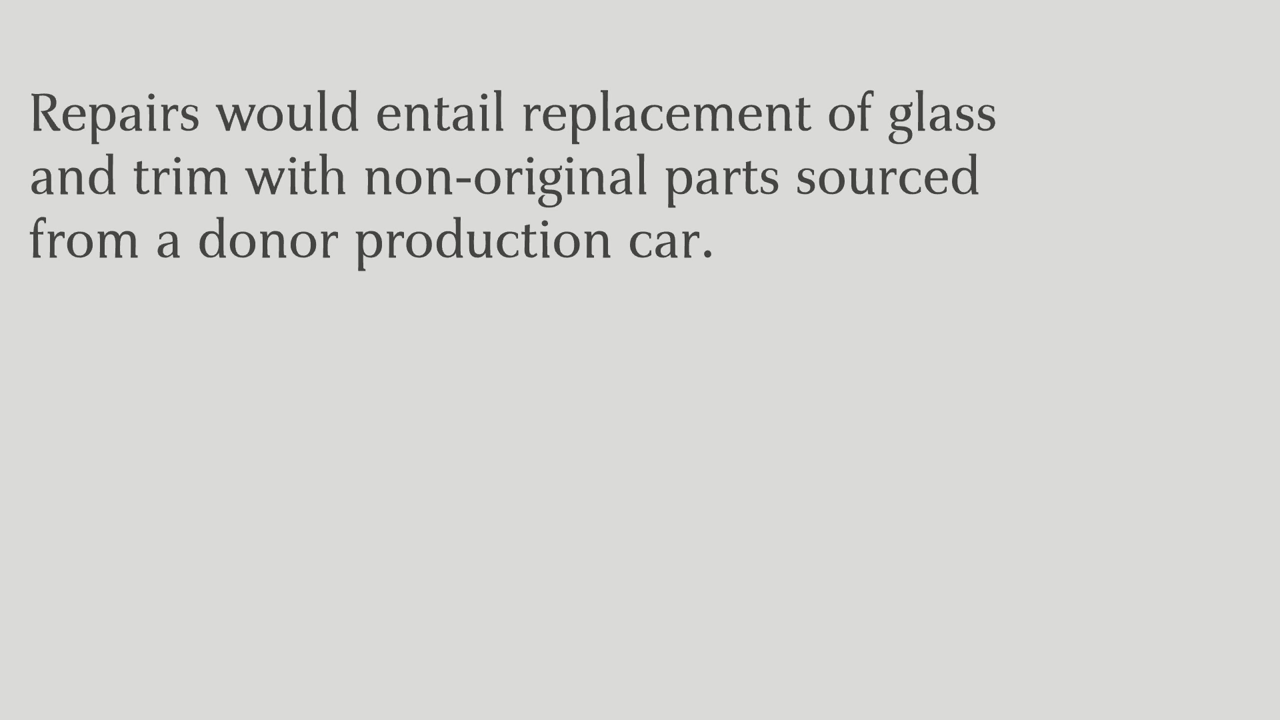 Repairs would entail replacement of glass
and trim with non-original parts sourced
from a donor production car.